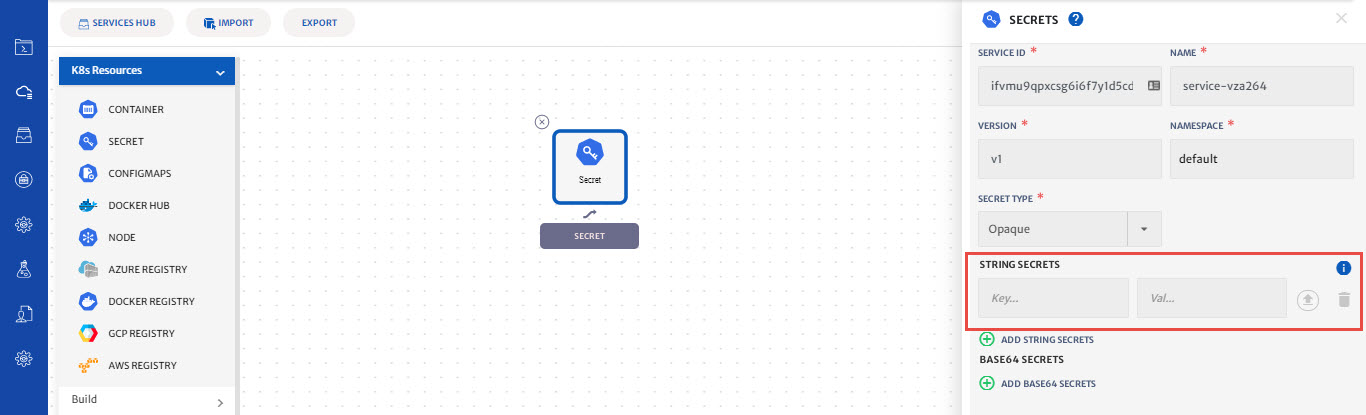 SERVICES HUB
IMPORT
EXPORT
K8s Resources
CONTAINER
SECRET
CONFIGMAPS
DOCKER HUB
NODE
AZURE REGISTRY
DOCKER REGISTRY
GCP REGISTRY
AWS REGISTRY
Build
Secret
SECRET
SECRETS ?
SERVICE ID * NAME *
ifvmu9qpxcsg6i6f7y1d5cd service-vza264
VERSION * NAMESPACE *
v1 default
SECRET TYPE *
Opaque
STRING SECRETS i
Key... Val...
ADD STRING SECRETS
BASE64 SECRETS
ADD BASE64 SECRETS